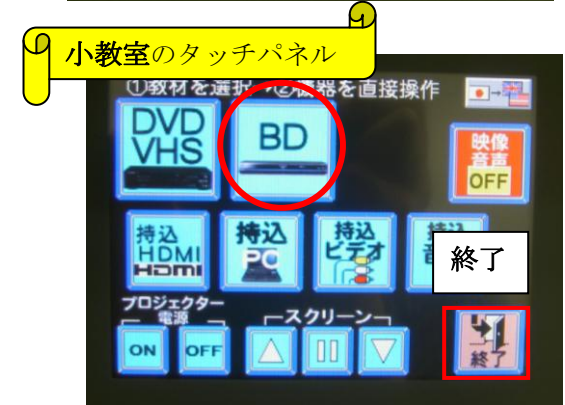 小教室のタッチパネル
①教材を選択→②機器を直接操作
DVD
VHS
BD
映像
音声
OFF
持込
HDMI
HDMI
持込
PC
持込
ビデオ
持込
音
終了
プロジェクター
電源
スクリーン
ON
OFF
終了